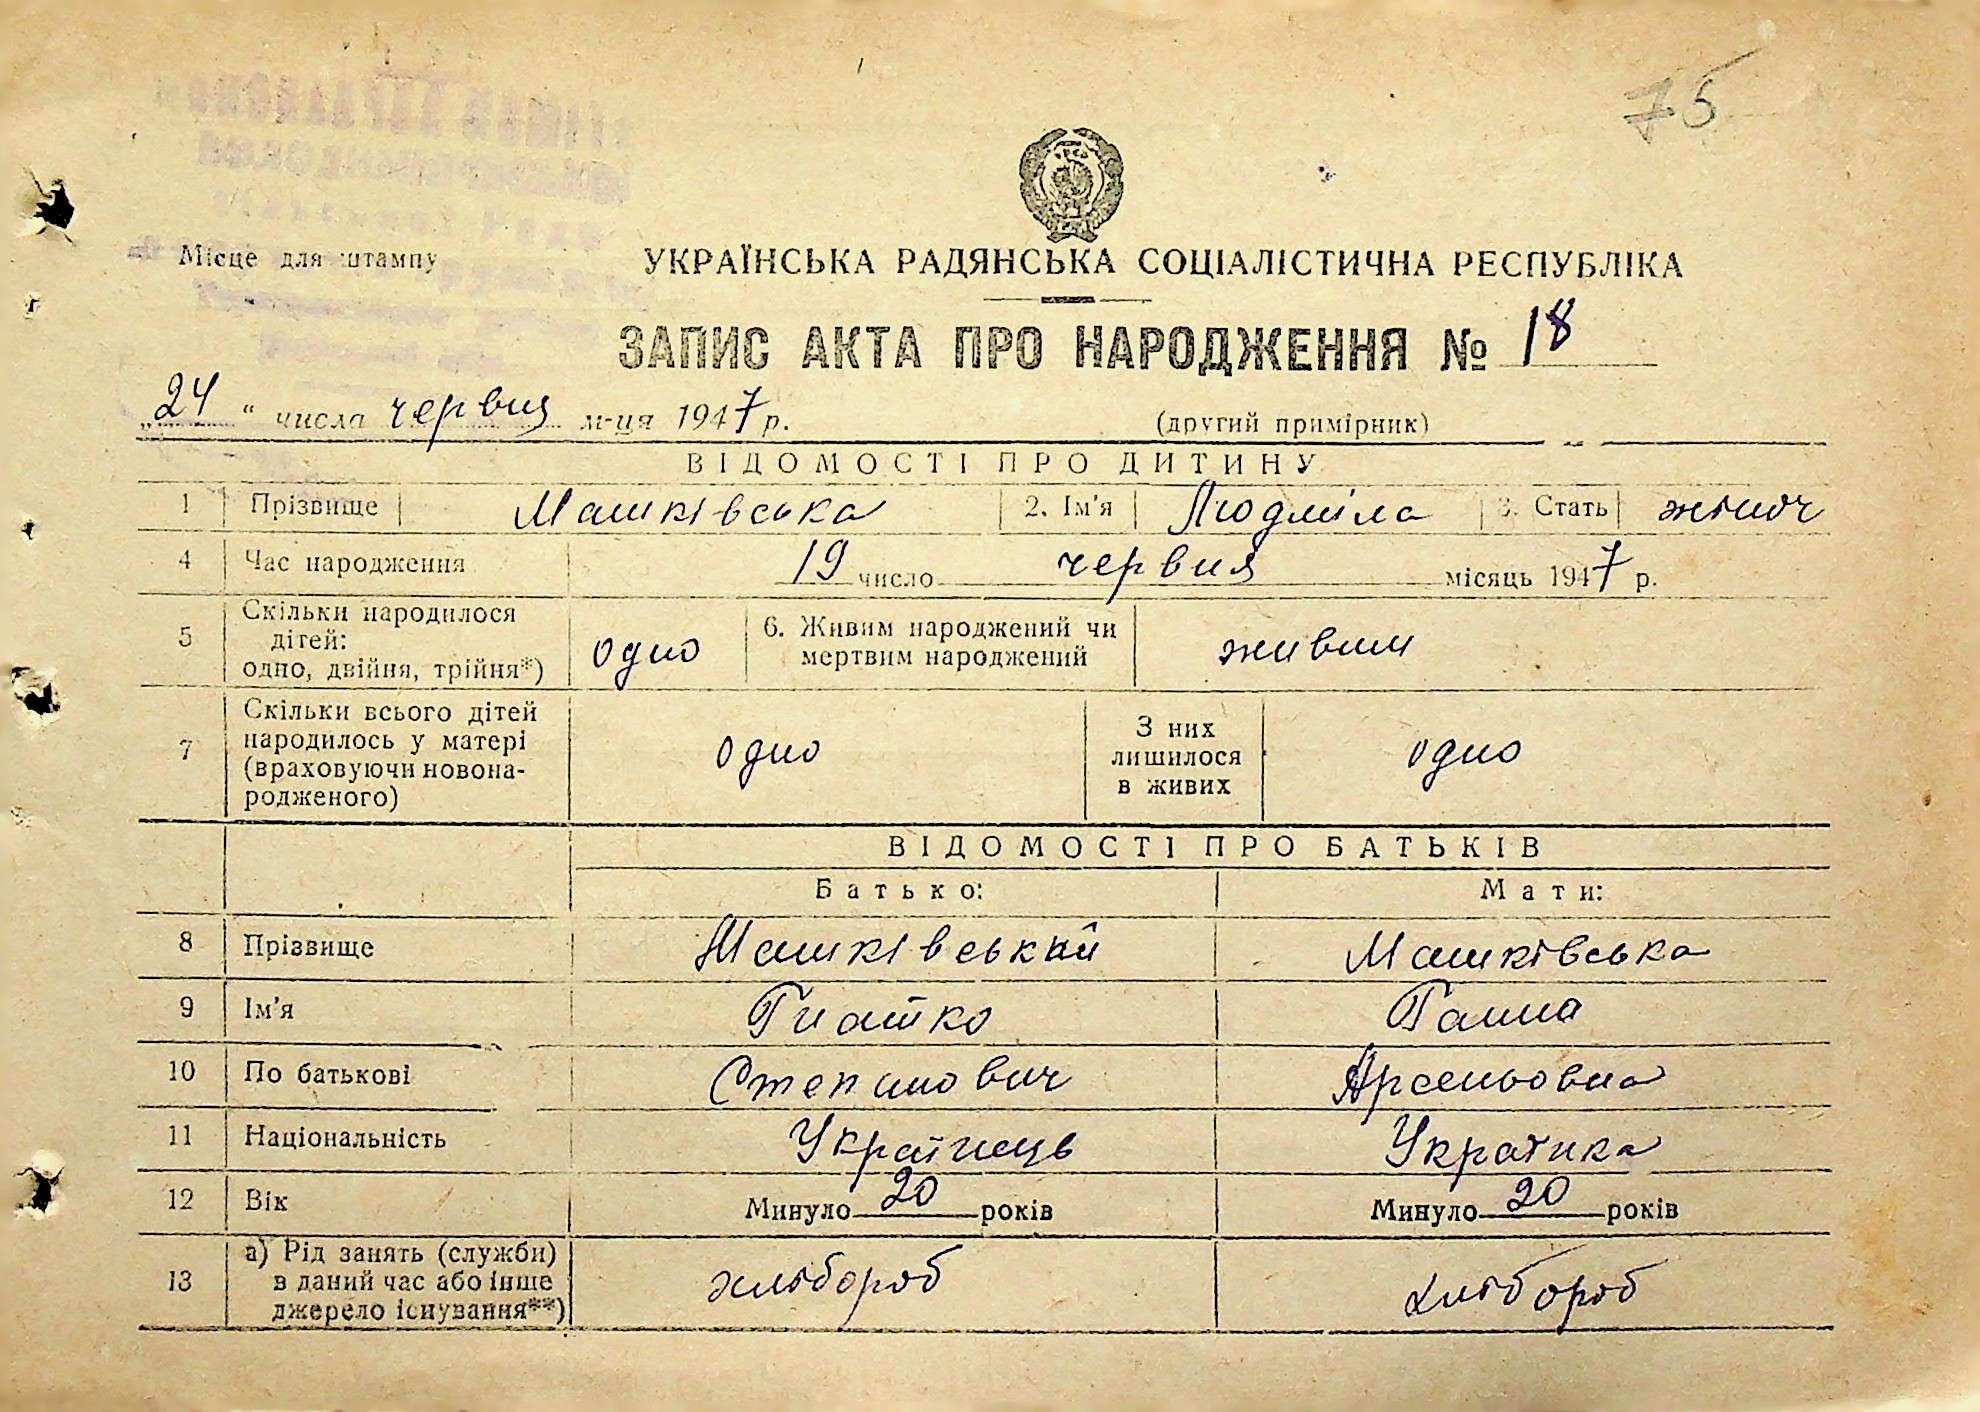 75
Місце для штампу
УКРАЇНСЬКА РАДЯНСЬКА СОЦІАЛІСТИЧНА РЕСПУБЛІКА
ЗАПИС АКТА ПРО НАРОДЖЕННЯ № 18
„24“ числа червня м-ця 1947 р. (другий примірник)
ВІДОМОСТІ ПРО ДИТИНУ
1 Прізвище Машківська 2. Ім'я Людміла 3. Стать жіноч
4 Час народження 19 число червня місяць 1947 р.
5 Скільки народилося дітей: одно, двійня, трійня*) одно 6. Живим народжений чи мертвим народжений живим
7 Скільки всього дітей народилось у матері (враховуючи новонародженого) одно З них лишилося в живих одно
ВІДОМОСТІ ПРО БАТЬКІВ
Батько: Мати:
8 Прізвище Машківський Машківська
9 Ім'я Гнатко Ганна
10 По батькові Степанович Арсеньовна
11 Національність Українець Українка
12 Вік Минуло 20 років Минуло 20 років
13 а) Рід занять (служби) в даний час або інше джерело існування**) хлібороб хлібороб